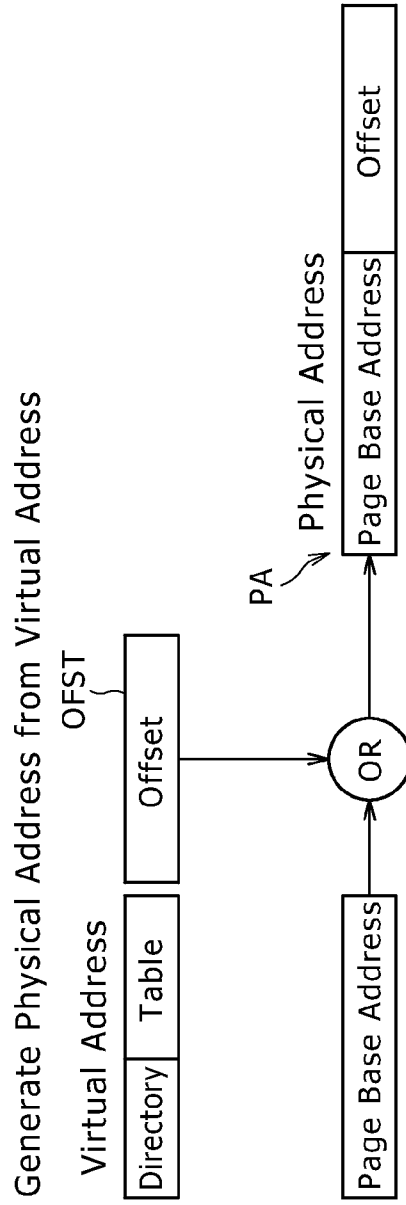 Generate Physical Address from Virtual Address
Virtual Address
OFST
Directory
Table
Offset
PA
Physical Address
Page Base Address
OR
Page Base Address
Offset